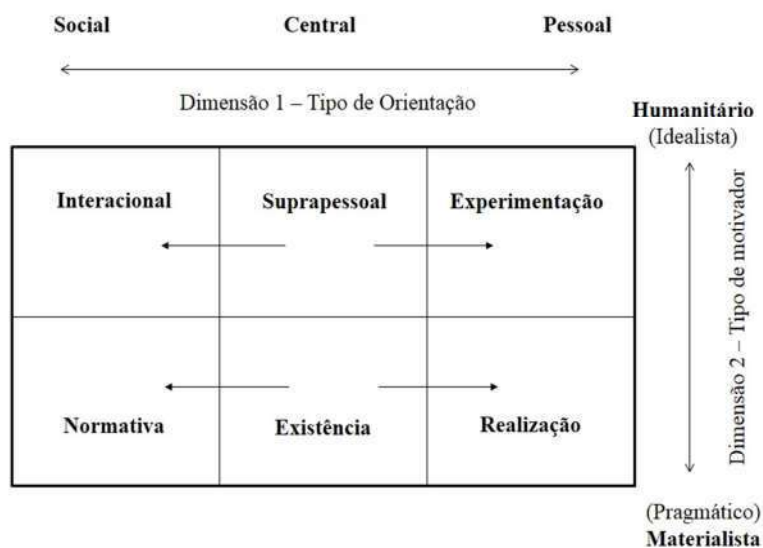 Social Central Pessoal
Dimensão 1 – Tipo de Orientação
Humanitário
(Idealista)
Interacional Suprapessoal Experimentação
Dimensão 2 – Tipo de motivador
Normativa Existência Realização
(Pragmático)
Materialista